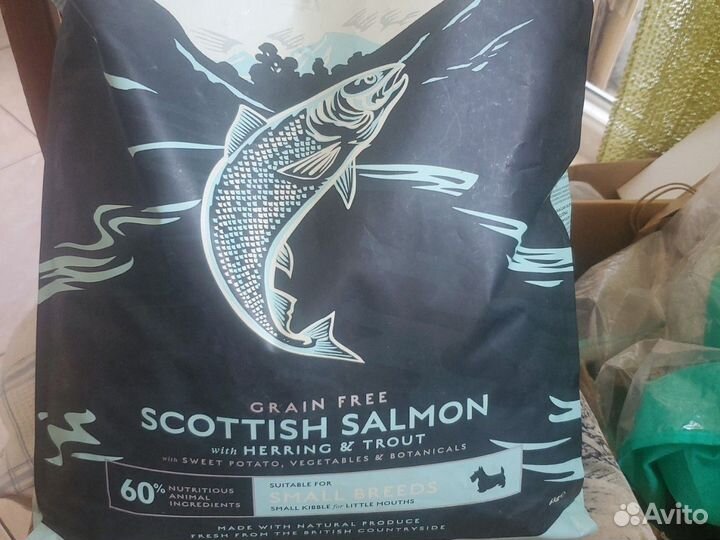 GRAIN FREE
SCOTTISH SALMON
with HERRING & TROUT
with SWEET POTATO, VEGETABLES & BOTANICALS
60% NUTRITIOUS
ANIMAL
INGREDIENTS
SUITABLE FOR
SMALL BREEDS
SMALL KIBBLE for LITTLE MOUTHS
MADE WITH NATURAL PRODUCE
FRESH FROM THE BRITISH COUNTRYSIDE
Avito